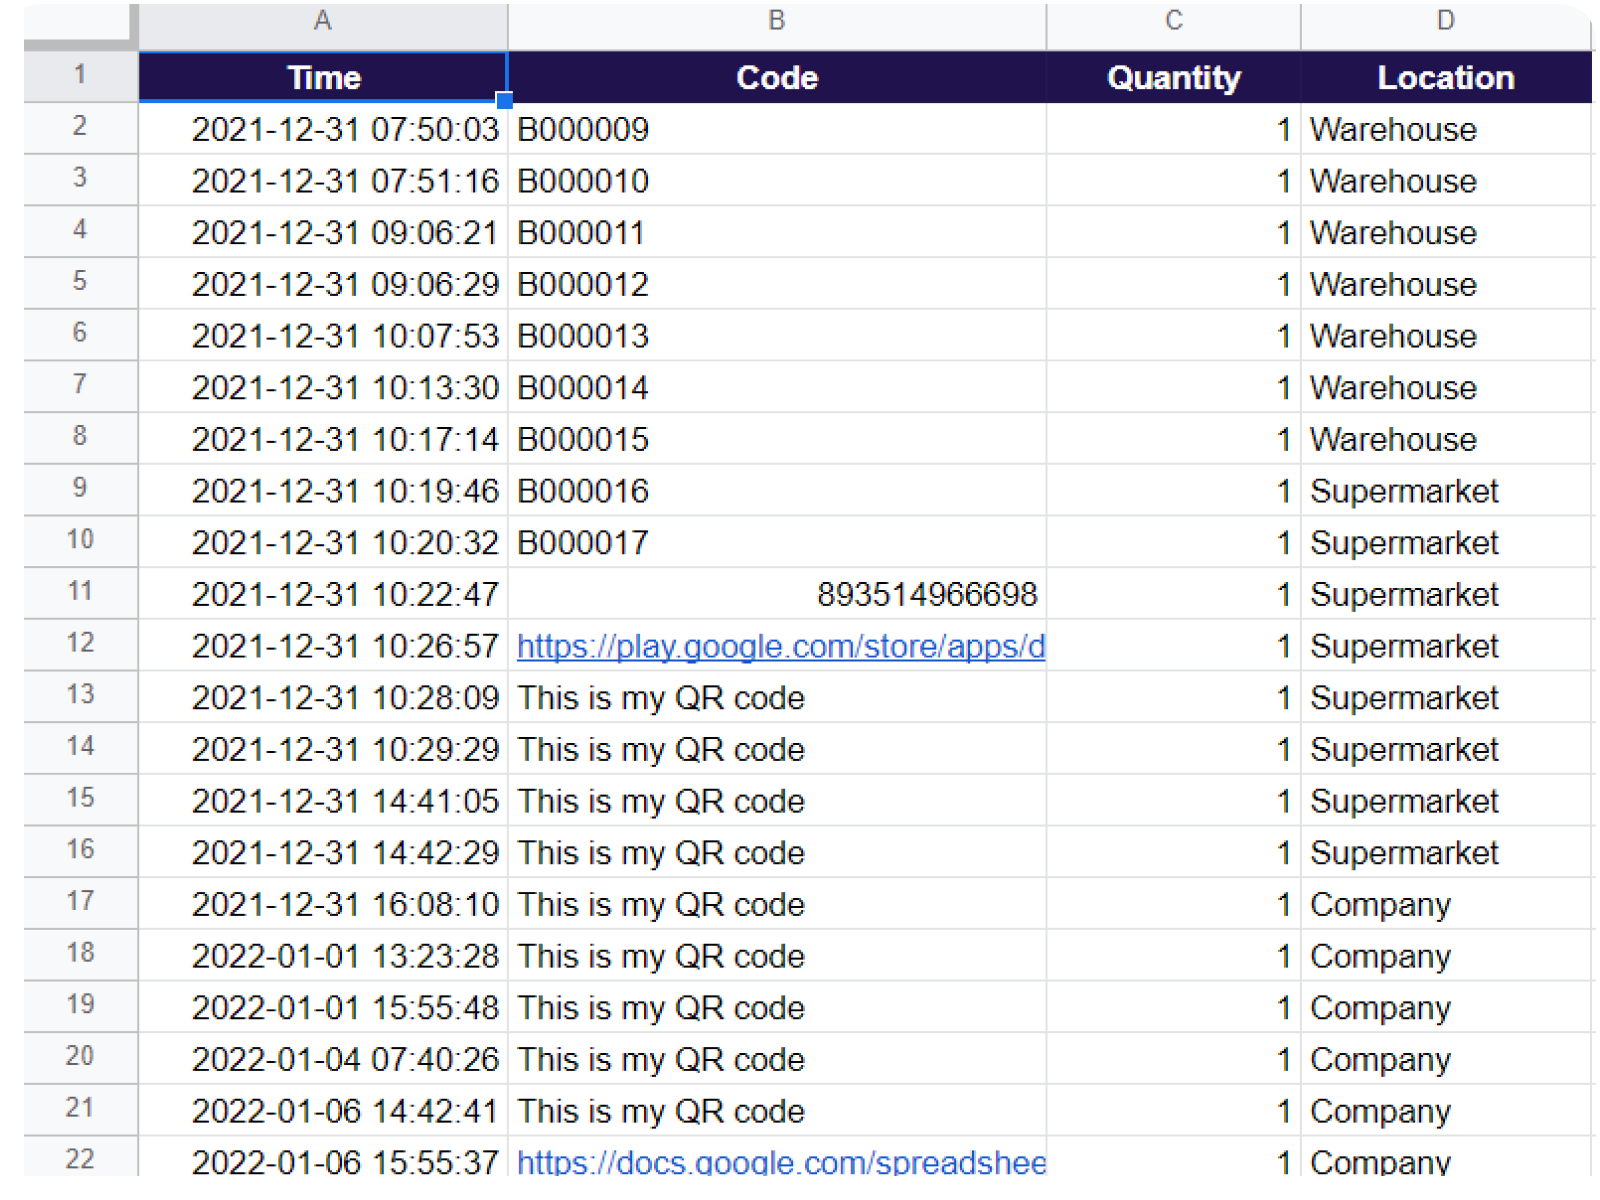 A B C D
1 Time Code Quantity Location
2 2021-12-31 07:50:03 B000009 1 Warehouse
3 2021-12-31 07:51:16 B000010 1 Warehouse
4 2021-12-31 09:06:21 B000011 1 Warehouse
5 2021-12-31 09:06:29 B000012 1 Warehouse
6 2021-12-31 10:07:53 B000013 1 Warehouse
7 2021-12-31 10:13:30 B000014 1 Warehouse
8 2021-12-31 10:17:14 B000015 1 Warehouse
9 2021-12-31 10:19:46 B000016 1 Supermarket
10 2021-12-31 10:20:32 B000017 1 Supermarket
11 2021-12-31 10:22:47 893514966698 1 Supermarket
12 2021-12-31 10:26:57 https://play.google.com/store/apps/d 1 Supermarket
13 2021-12-31 10:28:09 This is my QR code 1 Supermarket
14 2021-12-31 10:29:29 This is my QR code 1 Supermarket
15 2021-12-31 14:41:05 This is my QR code 1 Supermarket
16 2021-12-31 14:42:29 This is my QR code 1 Supermarket
17 2021-12-31 16:08:10 This is my QR code 1 Company
18 2022-01-01 13:23:28 This is my QR code 1 Company
19 2022-01-01 15:55:48 This is my QR code 1 Company
20 2022-01-04 07:40:26 This is my QR code 1 Company
21 2022-01-06 14:42:41 This is my QR code 1 Company
22 2022-01-06 15:55:37 https://docs.google.com/spreadshee 1 Company